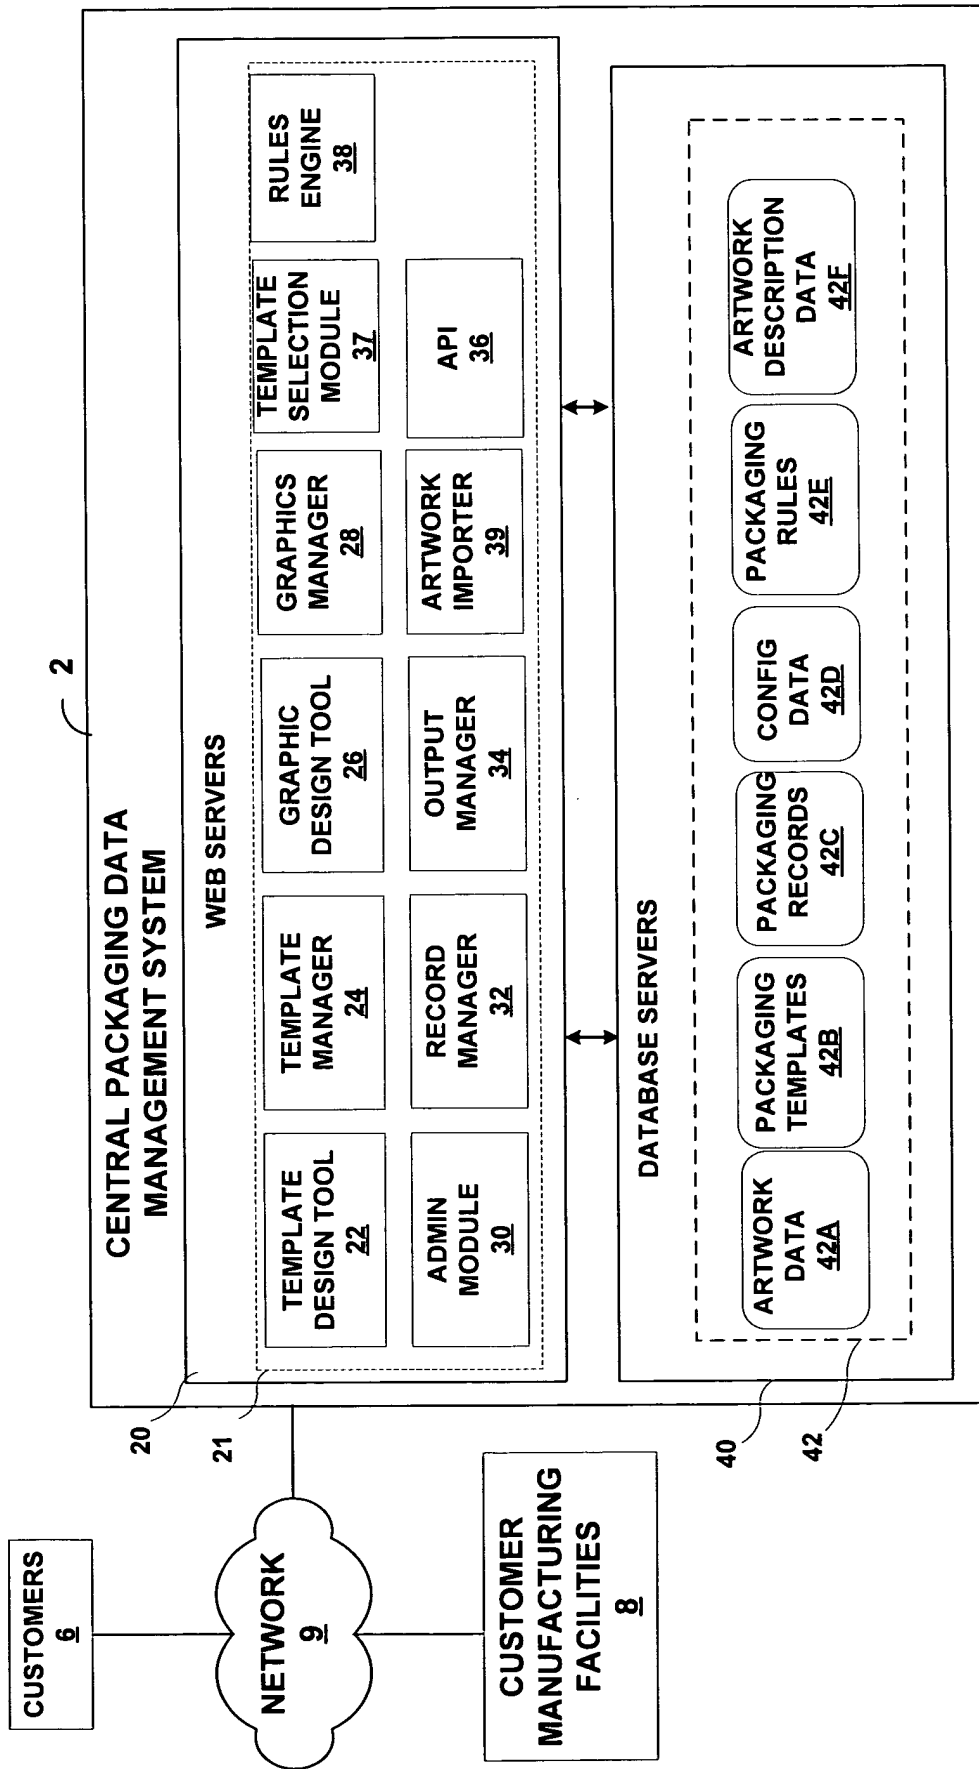 CUSTOMERS
6
NETWORK
9
CUSTOMER
MANUFACTURING
FACILITIES
8
2
CENTRAL PACKAGING DATA
MANAGEMENT SYSTEM
20
WEB SERVERS
21
TEMPLATE
DESIGN TOOL
22
TEMPLATE
MANAGER
24
GRAPHIC
DESIGN TOOL
26
GRAPHICS
MANAGER
28
TEMPLATE
SELECTION
MODULE
37
RULES
ENGINE
38
ADMIN
MODULE
30
RECORD
MANAGER
32
OUTPUT
MANAGER
34
ARTWORK
IMPORTER
39
API
36
DATABASE SERVERS
ARTWORK
DATA
42A
PACKAGING
TEMPLATES
42B
PACKAGING
RECORDS
42C
CONFIG
DATA
42D
PACKAGING
RULES
42E
ARTWORK
DESCRIPTION
DATA
42F
40
42